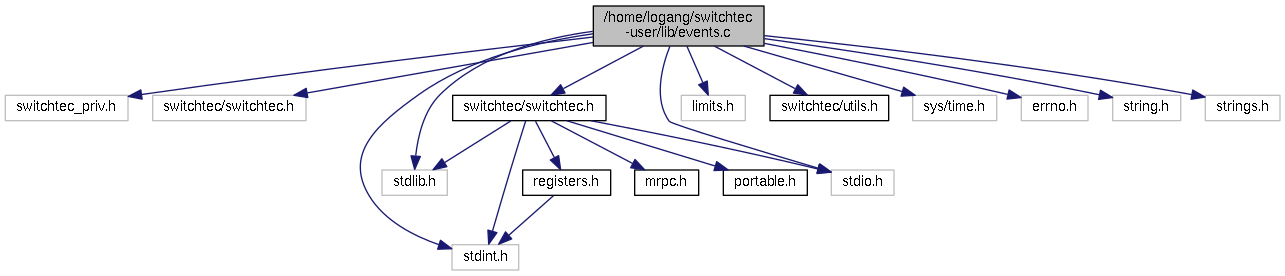 /home/logang/switchtec
-user/lib/events.c
switchtec_priv.h
switchtec/switchtec.h
switchtec/switchtec.h
limits.h
switchtec/utils.h
sys/time.h
errno.h
string.h
strings.h
stdlib.h
registers.h
mrpc.h
portable.h
stdio.h
stdint.h